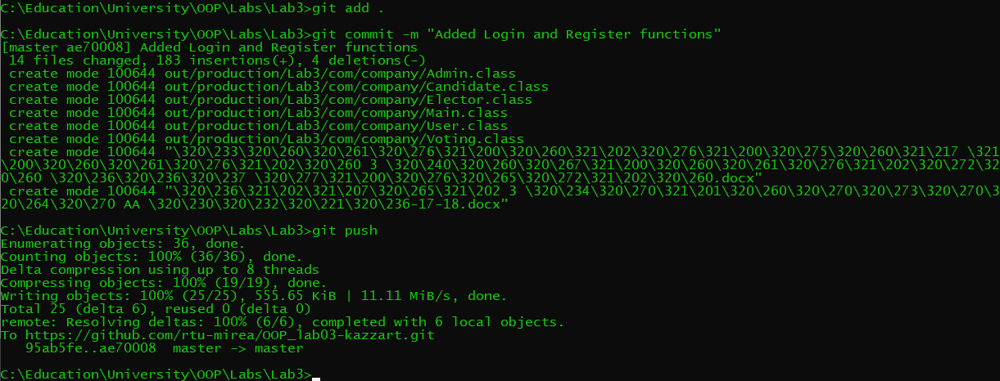 C:\Education\University\OOP\Labs\Lab3>git add .
C:\Education\University\OOP\Labs\Lab3>git commit -m "Added Login and Register functions"
[master ae70008] Added Login and Register functions
 14 files changed, 183 insertions(+), 4 deletions(-)
 create mode 100644 out/production/Lab3/com/company/Admin.class
 create mode 100644 out/production/Lab3/com/company/Candidate.class
 create mode 100644 out/production/Lab3/com/company/Elector.class
 create mode 100644 out/production/Lab3/com/company/Main.class
 create mode 100644 out/production/Lab3/com/company/User.class
 create mode 100644 out/production/Lab3/com/company/Voting.class
 create mode 100644 "\320\233\320\260\320\261\320\276\321\200\320\260\321\202\320\276\321\200\320\275\320\260\321\217 \321
\200\320\260\320\261\320\276\321\202\320\260 3 \320\240\320\260\320\267\321\200\320\260\320\261\320\276\321\202\320\272\32
0\260 \320\236\320\236\320\237 \320\277\321\200\320\276\320\265\320\272\321\202\320\260.docx"
 create mode 100644 "\320\236\321\202\321\207\320\265\321\202 3 \320\234\320\270\321\201\320\260\320\270\320\273\320\270\3
20\264\320\270 AA \320\230\320\232\320\221\320\236-17-18.docx"
C:\Education\University\OOP\Labs\Lab3>git push
Enumerating objects: 36, done.
Counting objects: 100% (36/36), done.
Delta compression using up to 8 threads
Compressing objects: 100% (19/19), done.
Writing objects: 100% (25/25), 555.65 KiB | 11.11 MiB/s, done.
Total 25 (delta 6), reused 0 (delta 0)
remote: Resolving deltas: 100% (6/6), completed with 6 local objects.
To https://github.com/rtu-mirea/OOP_lab03-kazzart.git
   95ab5fe..ae70008  master -> master
C:\Education\University\OOP\Labs\Lab3>